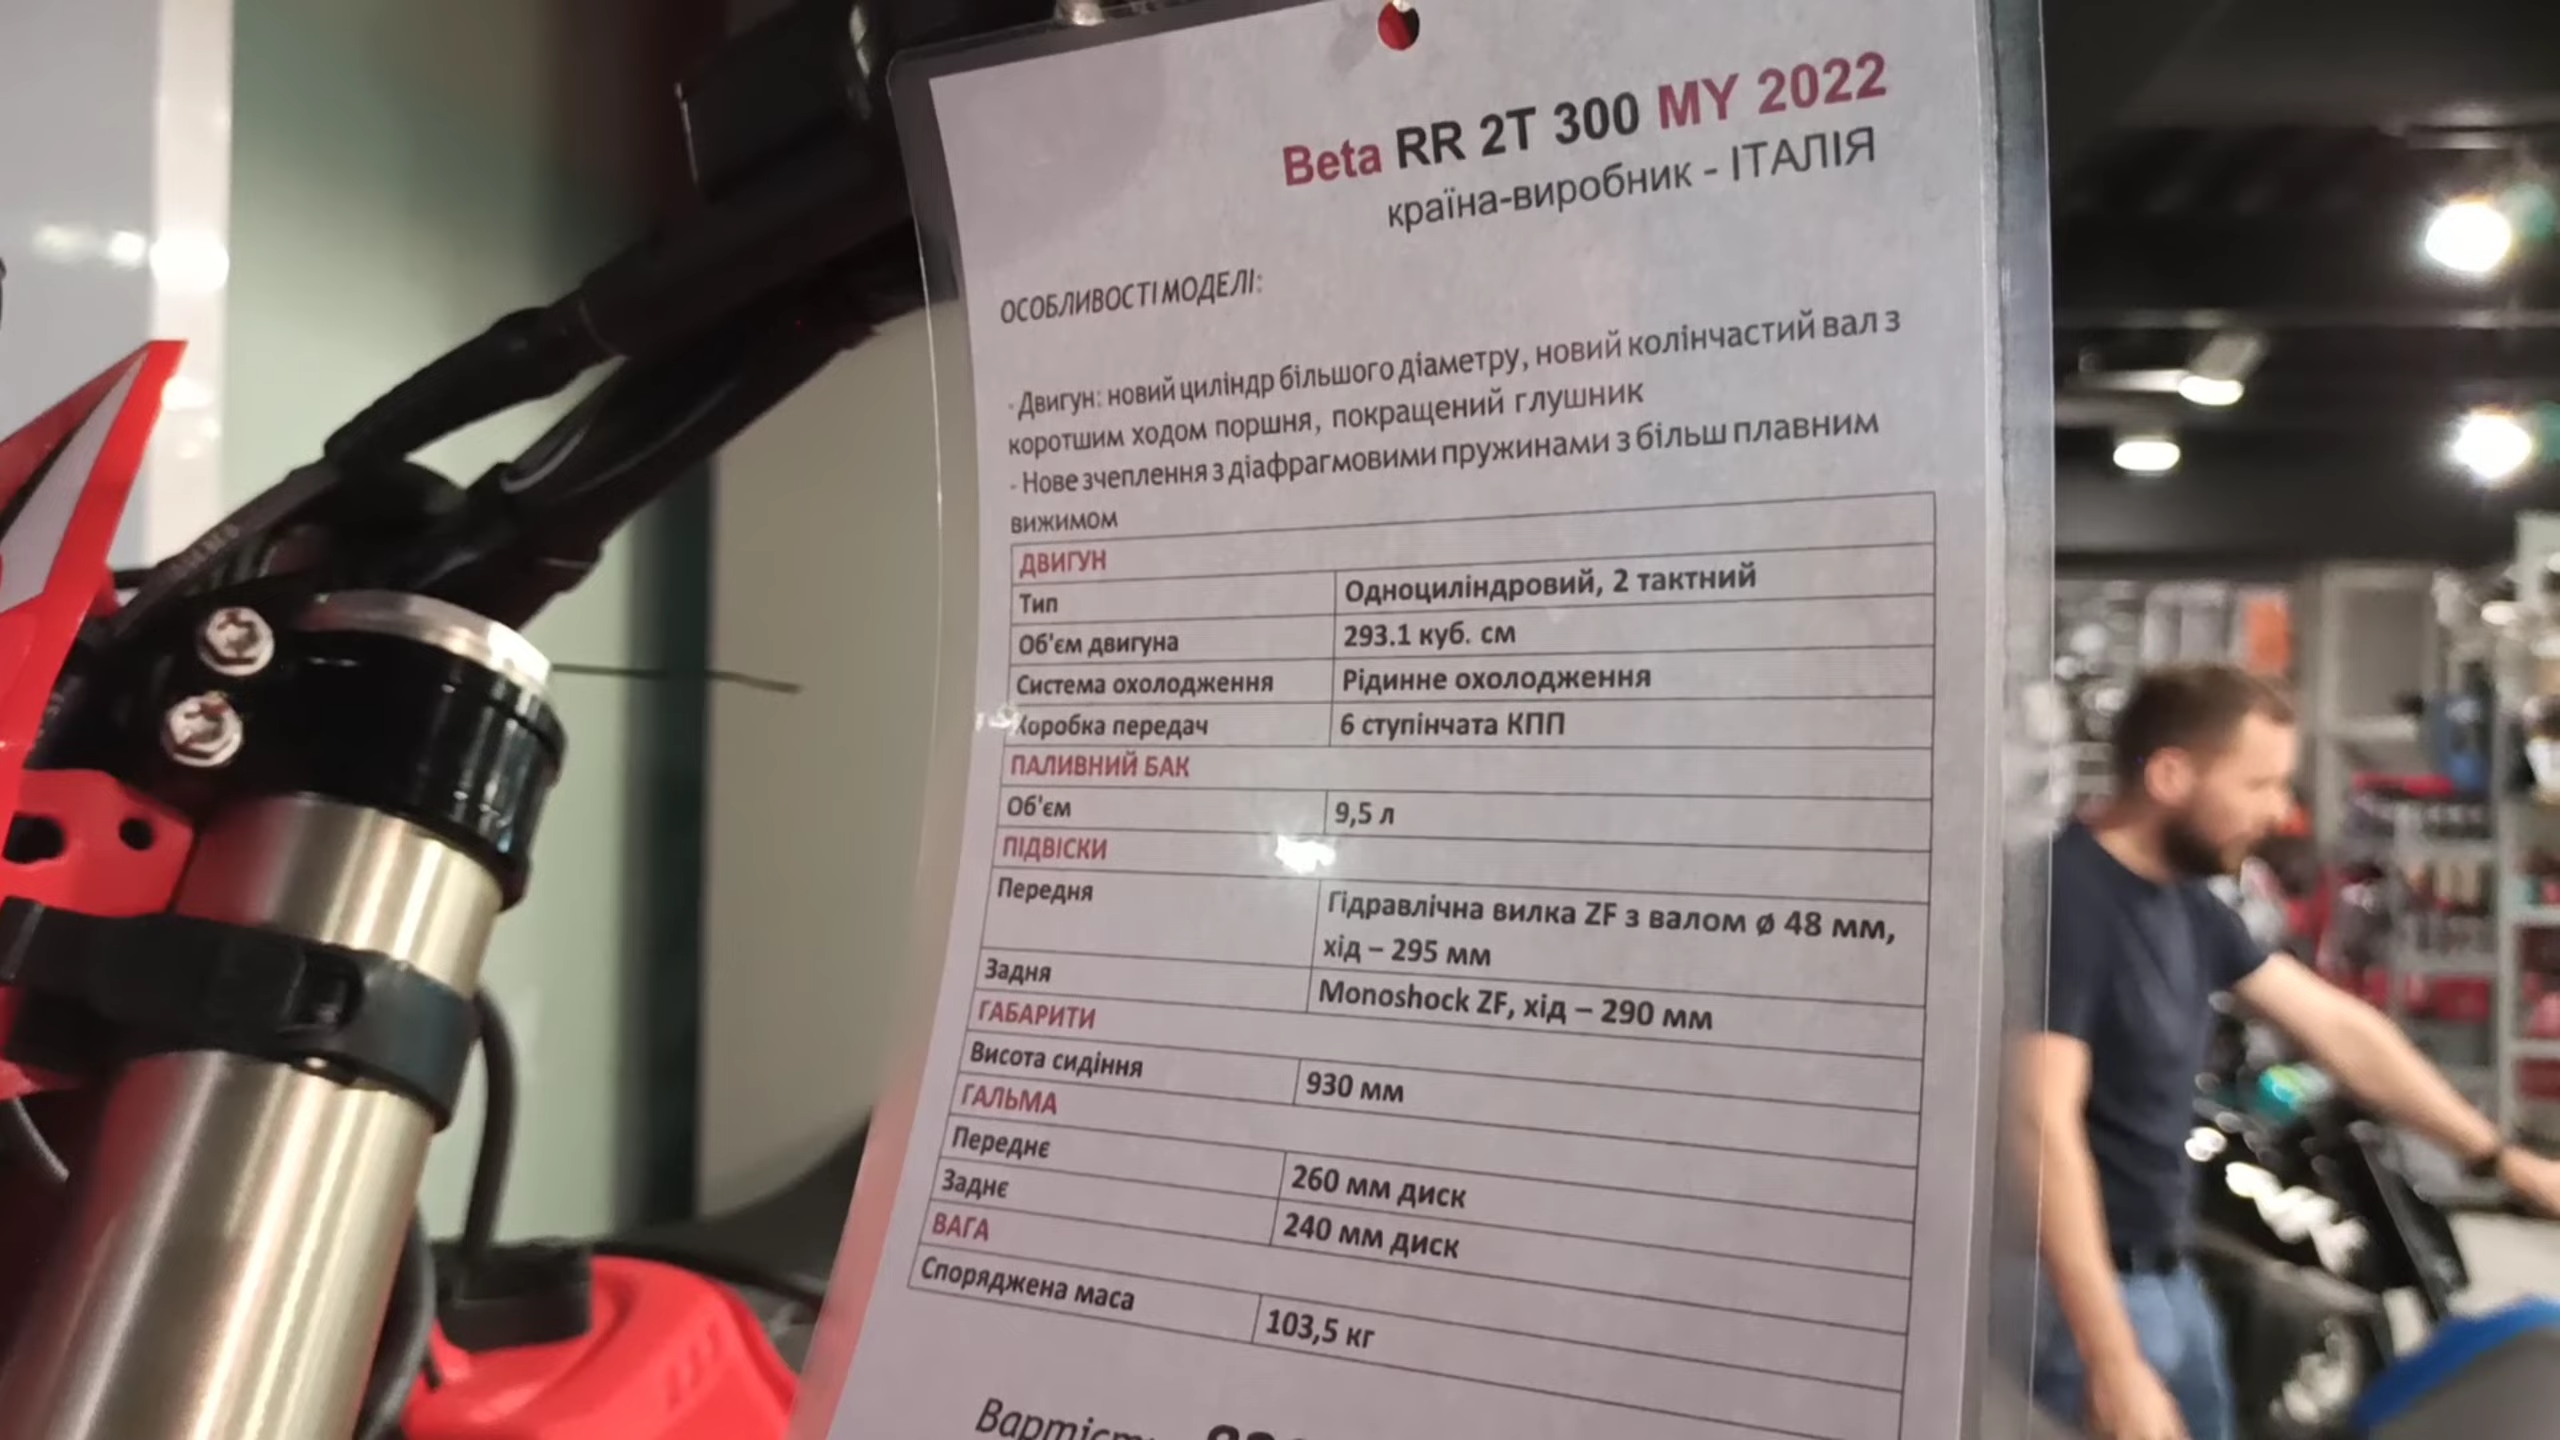 Beta RR 2T 300 MY 2022
країна-виробник - ІТАЛІЯ
ОСОБЛИВОСТІ МОДЕЛІ:
- Двигун: новий циліндр більшого діаметру, новий колінчастий вал з
коротшим ходом поршня, покращений глушник
- Нове зчеплення з діафрагмовими пружинами з більш плавним
вижимом
ДВИГУН
Тип Одноциліндровий, 2 тактний
Об'єм двигуна 293.1 куб. см
Система охолодження Рідинне охолодження
Коробка передач 6 ступінчата КПП
ПАЛИВНИЙ БАК
Об'єм 9,5 л
ПІДВІСКИ
Передня Гідравлічна вилка ZF з валом ø 48 мм,
хід – 295 мм
Задня Monoshock ZF, хід – 290 мм
ГАБАРИТИ
Висота сидіння 930 мм
ГАЛЬМА
Переднє 260 мм диск
Заднє 240 мм диск
ВАГА
Споряджена маса 103,5 кг